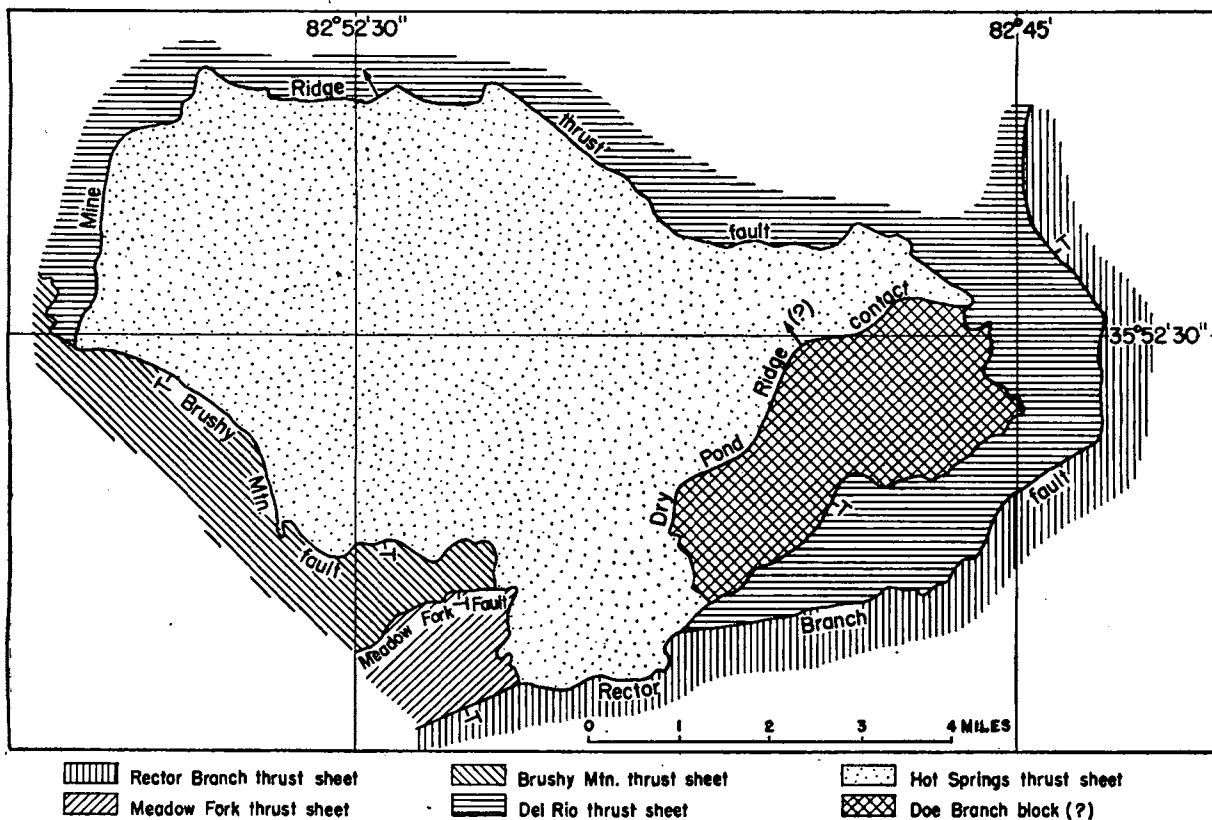 82°52'30"
82°45'
Ridge
thrust
Mine
fault
(?)
contact
35°52'30"
Ridge
T
T
Brushy
Pond
Mtn.
Dry
T
fault
T
fault
Meadow Fork T Fault
Branch
Rector
T
0 1 2 3 4 MILES
Rector Branch thrust sheet
Brushy Mtn. thrust sheet
Hot Springs thrust sheet
Meadow Fork thrust sheet
Del Rio thrust sheet
Doe Branch block (?)